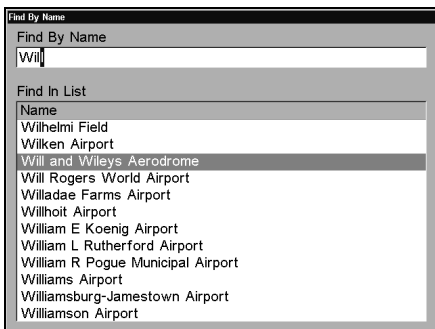 Find By Name
Find By Name
Will
Find In List
Name
Wilhelmi Field
Wilken Airport
Will and Wileys Aerodrome
Will Rogers World Airport
Willadae Farms Airport
Willhoit Airport
William E Koenig Airport
William L Rutherford Airport
William R Pogue Municipal Airport
Williams Airport
Williamsburg-Jamestown Airport
Williamson Airport